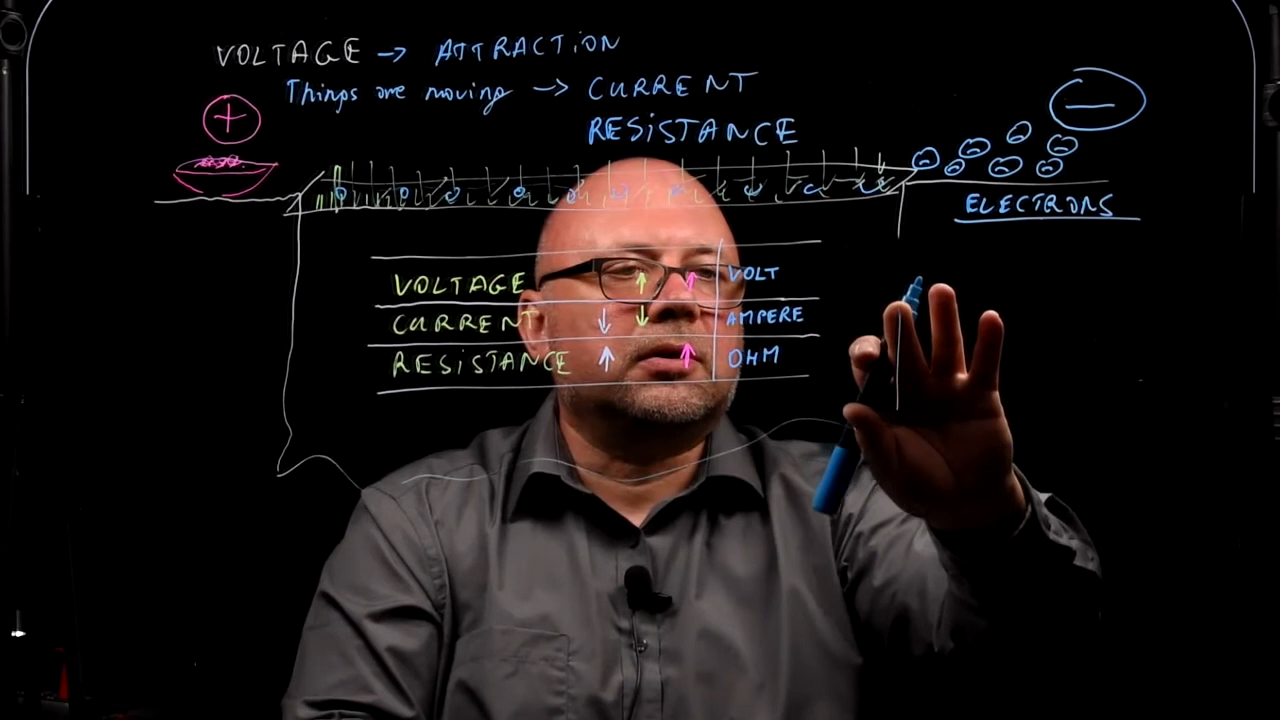 VOLTAGE → ATTRACTION
Things are moving → CURRENT
RESISTANCE
+
−
ELECTRONS
VOLTAGE ↑ ↑ VOLT
CURRENT ↓ ↓ AMPERE
RESISTANCE ↑ ↑ OHM